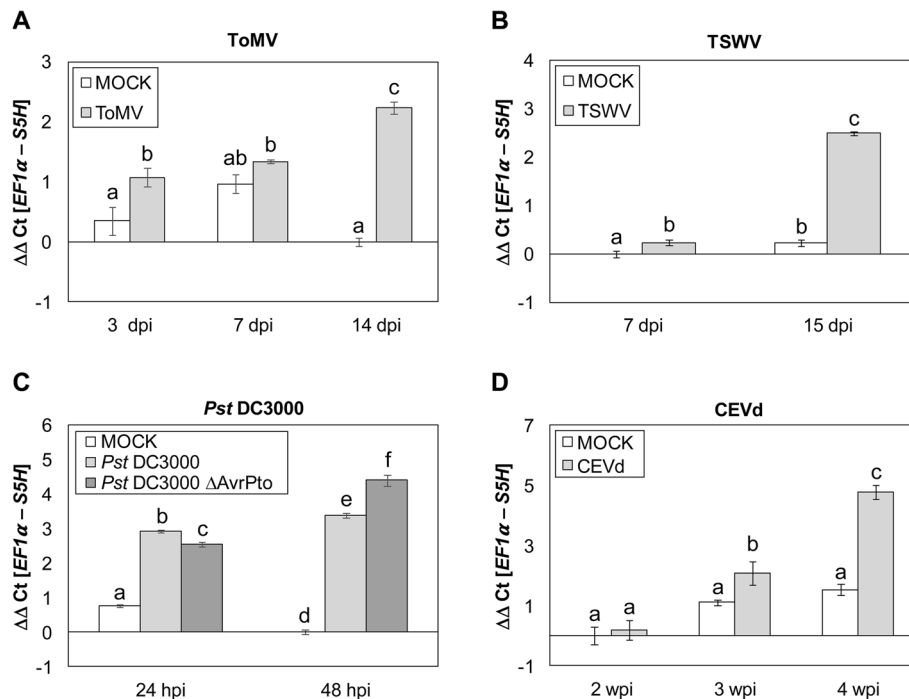 A
ToMV
ΔΔ Ct [EF1α – S5H]
3
2
1
0
-1
MOCK
ToMV
a
b
ab
b
a
c
3 dpi
7 dpi
14 dpi
B
TSWV
ΔΔ Ct [EF1α – S5H]
4
3
2
1
0
-1
MOCK
TSWV
a
b
b
c
7 dpi
15 dpi
C
Pst DC3000
ΔΔ Ct [EF1α – S5H]
6
5
4
3
2
1
0
-1
MOCK
Pst DC3000
Pst DC3000 ΔAvrPto
a
b
c
d
e
f
24 hpi
48 hpi
D
CEVd
ΔΔ Ct [EF1α – S5H]
7
5
3
1
-1
MOCK
CEVd
a
a
a
b
a
c
2 wpi
3 wpi
4 wpi